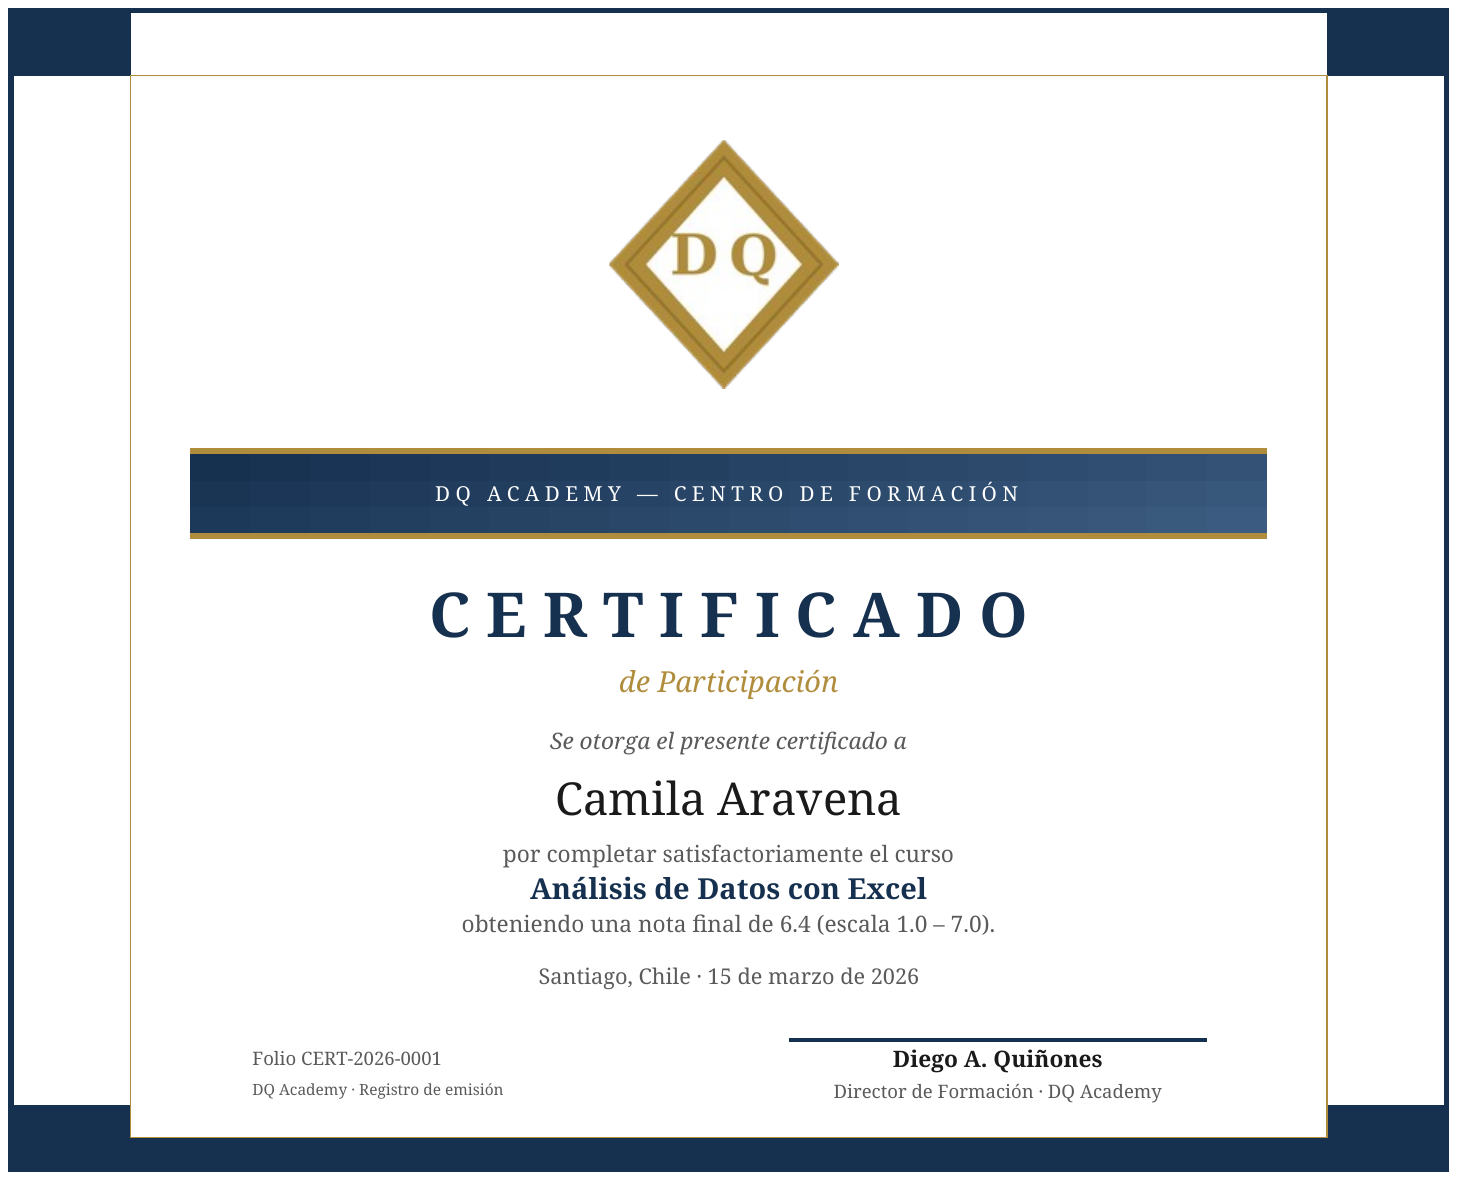 DQ
DQ ACADEMY — CENTRO DE FORMACIÓN
CERTIFICADO
de Participación
Se otorga el presente certificado a
Camila Aravena
por completar satisfactoriamente el curso
Análisis de Datos con Excel
obteniendo una nota final de 6.4 (escala 1.0 – 7.0).
Santiago, Chile · 15 de marzo de 2026
Folio CERT-2026-0001
DQ Academy · Registro de emisión
Diego A. Quiñones
Director de Formación · DQ Academy